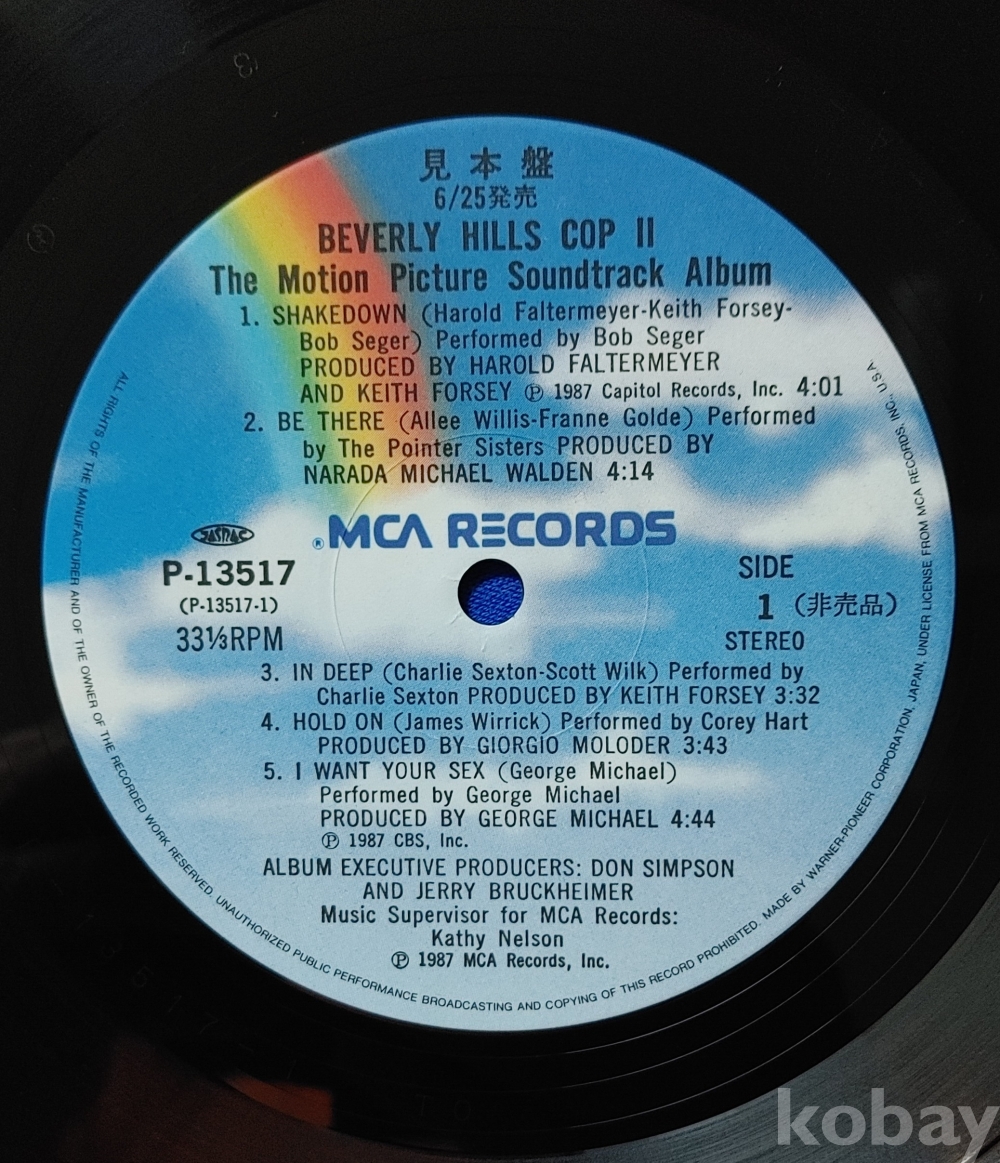 見本盤
6/25発売
BEVERLY HILLS COP II
The Motion Picture Soundtrack Album
1. SHAKEDOWN (Harold Faltermeyer-Keith Forsey-
Bob Seger) Performed by Bob Seger
PRODUCED BY HAROLD FALTERMEYER
AND KEITH FORSEY ℗ 1987 Capitol Records, Inc. 4:01
2. BE THERE (Allee Willis-Franne Golde) Performed
by The Pointer Sisters PRODUCED BY
NARADA MICHAEL WALDEN 4:14
®MCA RECORDS
JASRAC
P-13517
(P-13517-1)
33⅓RPM
SIDE
1 (非売品)
STEREO
3. IN DEEP (Charlie Sexton-Scott Wilk) Performed by
Charlie Sexton PRODUCED BY KEITH FORSEY 3:32
4. HOLD ON (James Wirrick) Performed by Corey Hart
PRODUCED BY GIORGIO MOLODER 3:43
5. I WANT YOUR SEX (George Michael)
Performed by George Michael
PRODUCED BY GEORGE MICHAEL 4:44
℗ 1987 CBS, Inc.
ALBUM EXECUTIVE PRODUCERS: DON SIMPSON
AND JERRY BRUCKHEIMER
Music Supervisor for MCA Records:
Kathy Nelson
℗ 1987 MCA Records, Inc.
ALL RIGHTS OF THE MANUFACTURER AND OF THE OWNER OF THE RECORDED WORK RESERVED. UNAUTHORIZED PUBLIC PERFORMANCE BROADCASTING AND COPYING OF THIS RECORD PROHIBITED. MADE BY WARNER-PIONEER CORPORATION, JAPAN, UNDER LICENSE FROM MCA RECORDS, INC., U.S.A.
kobay